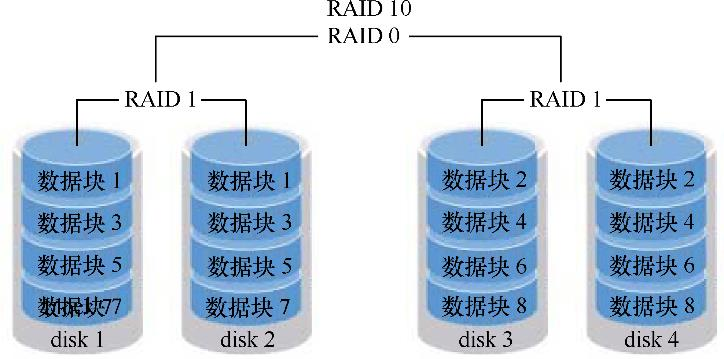 RAID 10
RAID 0
RAID 1
RAID 1
数据块 1
数据块 1
数据块 2
数据块 2
数据块 3
数据块 3
数据块 4
数据块 4
数据块 5
数据块 5
数据块 6
数据块 6
数据块 7
数据块 7
数据块 8
数据块 8
disk 1
disk 2
disk 3
disk 4